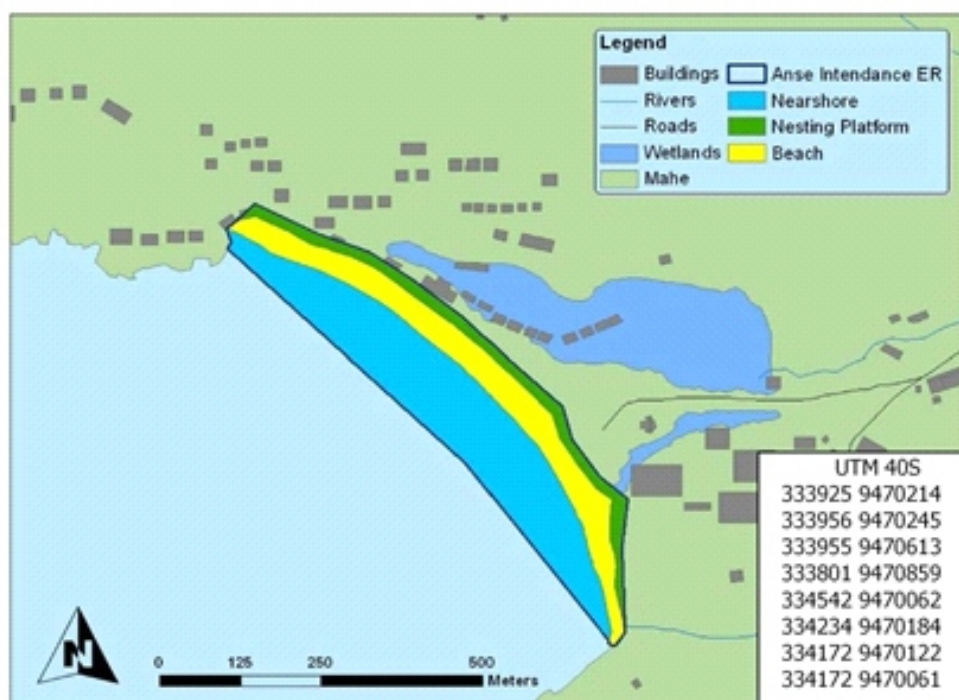 Legend
Buildings
Rivers
Roads
Wetlands
Mahe
Anse Intendance ER
Nearshore
Nesting Platform
Beach
UTM 40S
333925 9470214
333956 9470245
333955 9470613
333801 9470859
334542 9470062
334234 9470184
334172 9470122
334172 9470061
N
0 125 250 500
Meters